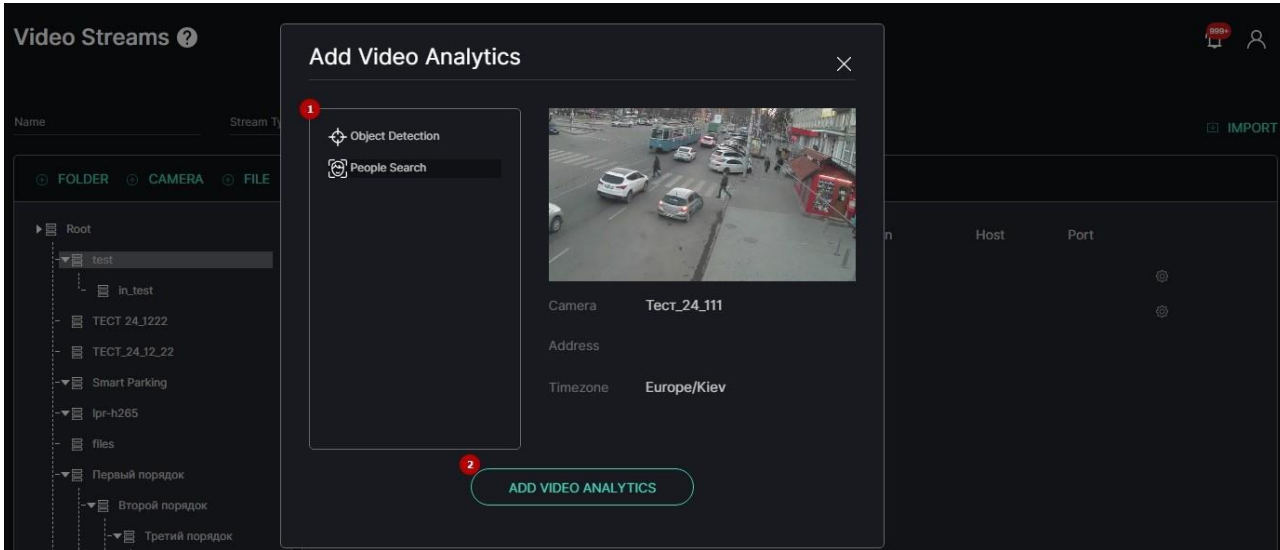 Video Streams ?
999+
Add Video Analytics
Name
Stream Ty
IMPORT
1
Object Detection
People Search
FOLDER CAMERA FILE
Root
test
in_test
ТЕСТ 24_1222
ТЕСТ_24_12_22
Smart Parking
lpr-h265
files
Первый порядок
Второй порядок
Третий порядок
n Host Port
Camera Тест_24_111
Address
Timezone Europe/Kiev
2
ADD VIDEO ANALYTICS